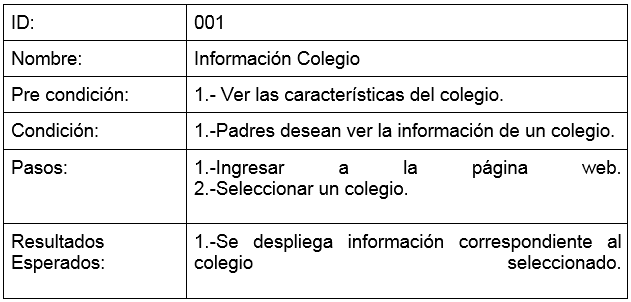 ID: 001
Nombre: Información Colegio
Pre condición: 1.- Ver las características del colegio.
Condición: 1.-Padres desean ver la información de un colegio.
Pasos: 1.-Ingresar a la página web.
2.-Seleccionar un colegio.
Resultados Esperados: 1.-Se despliega información correspondiente al
colegio seleccionado.